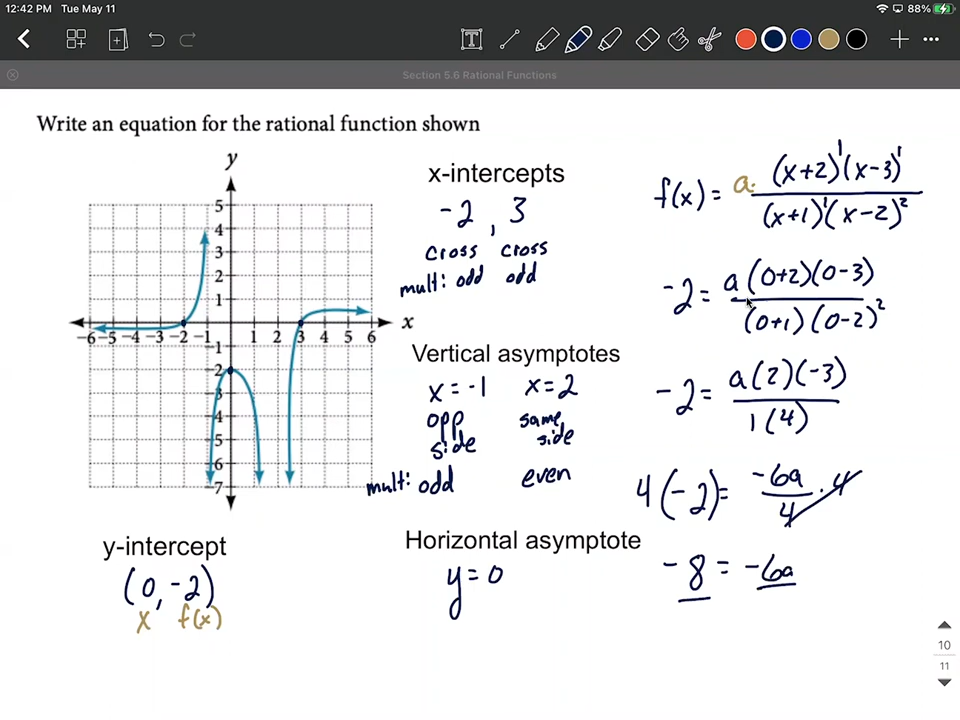 12:42 PM Tue May 11
88%
T
Section 5.6 Rational Functions
Write an equation for the rational function shown
y
5
4
3
2
1
-6 -5 -4 -3 -2 -1 1 2 3 4 5 6 x
-1
-2
-3
-4
-5
-6
-7
y-intercept
(0, -2)
x f(x)
x-intercepts
-2, 3
cross cross
mult: odd odd
Vertical asymptotes
x = -1 x = 2
opp same
side side
mult: odd even
Horizontal asymptote
y = 0
f(x) = a · (x+2)¹(x-3)¹ / (x+1)¹(x-2)²
-2 = a(0+2)(0-3) / (0+1)(0-2)²
-2 = a(2)(-3) / 1(4)
4(-2) = -6a / 4 · 4
-8 = -6a
10
11